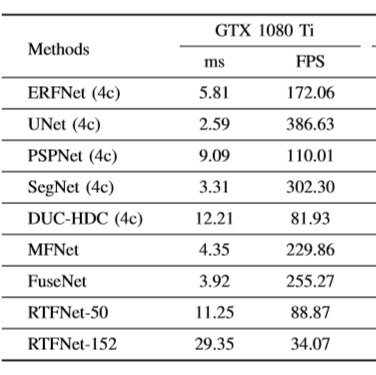 Methods GTX 1080 Ti
ms FPS
ERFNet (4c) 5.81 172.06
UNet (4c) 2.59 386.63
PSPNet (4c) 9.09 110.01
SegNet (4c) 3.31 302.30
DUC-HDC (4c) 12.21 81.93
MFNet 4.35 229.86
FuseNet 3.92 255.27
RTFNet-50 11.25 88.87
RTFNet-152 29.35 34.07